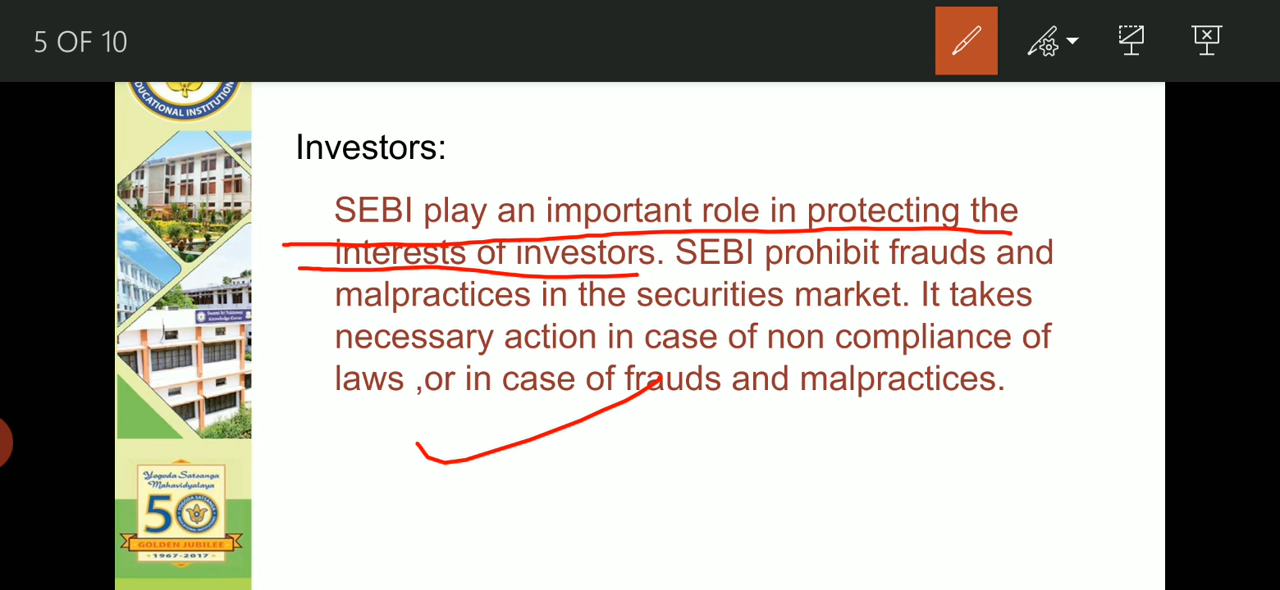 5 OF 10
UCATIONAL INSTITUTION
Investors:
SEBI play an important role in protecting the
interests of investors. SEBI prohibit frauds and
malpractices in the securities market. It takes
necessary action in case of non compliance of
laws ,or in case of frauds and malpractices.
Yogoda Satsanga
Mahavidyalaya
50
GOLDEN JUBILEE
-1967-2017-